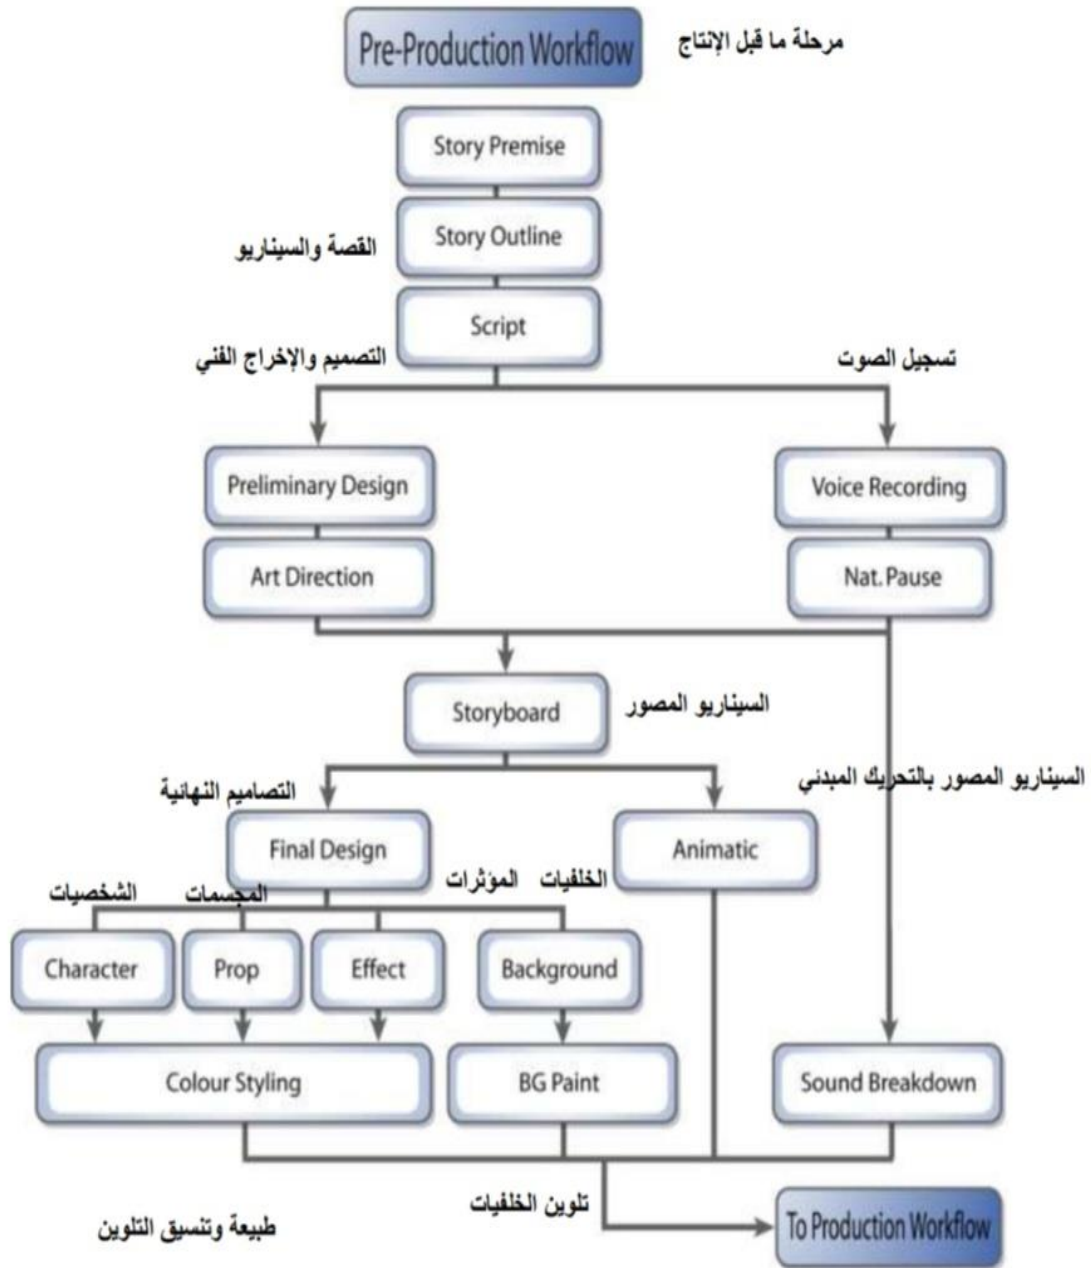 Pre-Production Workflow
مرحلة ما قبل الإنتاج
Story Premise
Story Outline
القصة والسيناريو
Script
التصميم والإخراج الفني
تسجيل الصوت
Preliminary Design
Voice Recording
Art Direction
Nat. Pause
Storyboard
السيناريو المصور
السيناريو المصور بالتحريك المبدئي
التصاميم النهائية
Final Design
Animatic
الشخصيات
المجسمات
المؤثرات
الخلفيات
Character
Prop
Effect
Background
Colour Styling
BG Paint
Sound Breakdown
تلوين الخلفيات
طبيعة وتنسيق التلوين
To Production Workflow